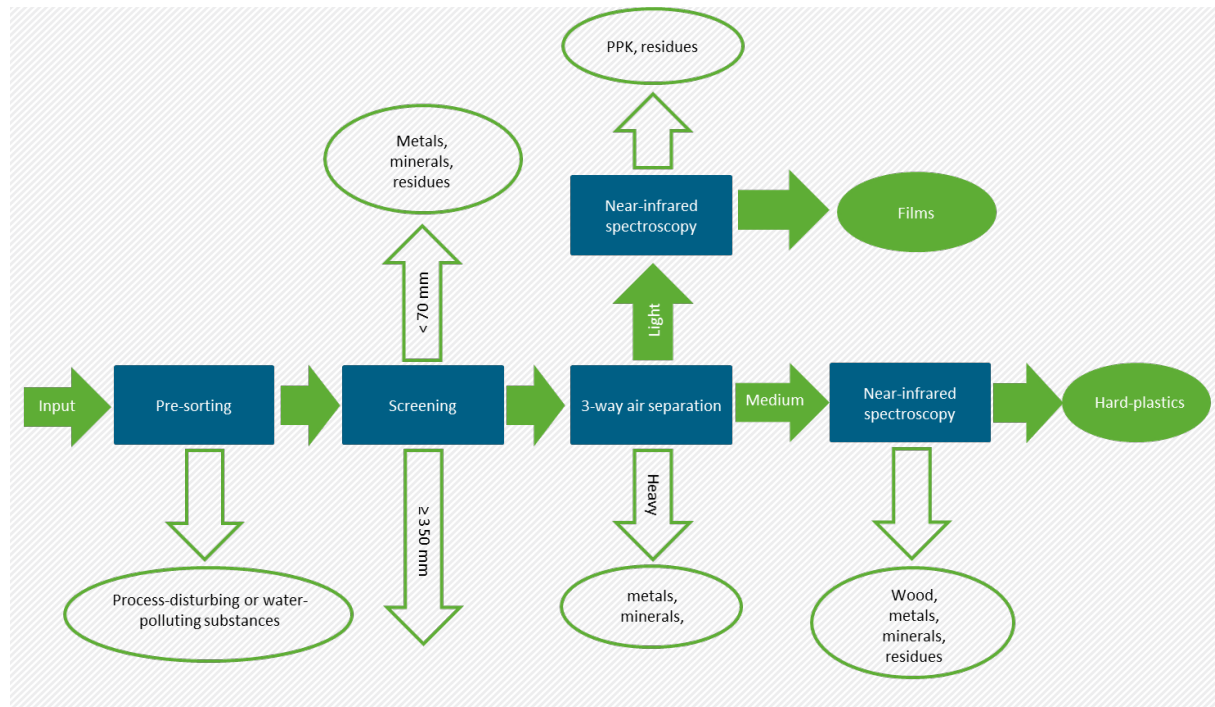 PPK, residues
Metals,
minerals,
residues
Near-infrared
spectroscopy
Films
< 70 mm
Light
Input
Pre-sorting
Screening
3-way air separation
Medium
Near-infrared
spectroscopy
Hard-plastics
≥ 350 mm
Heavy
Process-disturbing or water-
polluting substances
metals,
minerals,
Wood,
metals,
minerals,
residues